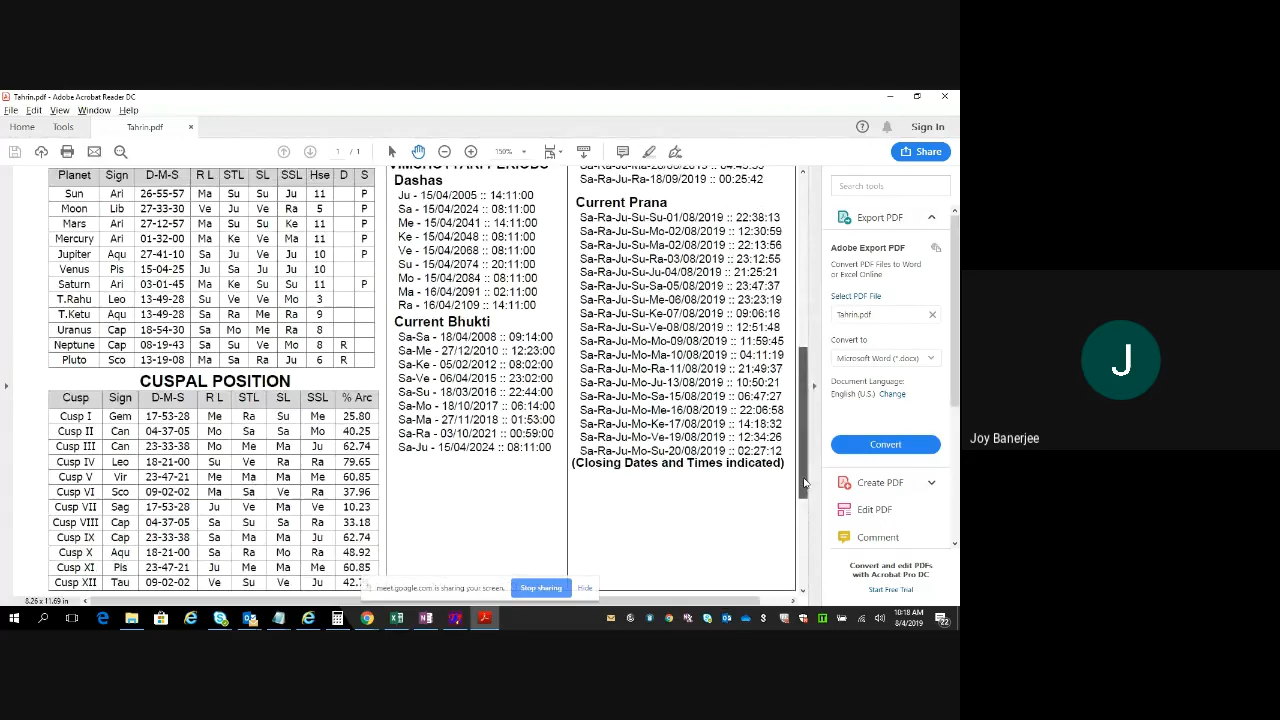 Tahrin.pdf - Adobe Acrobat Reader DC
File Edit View Window Help
Home Tools Tahrin.pdf × Sign In
1 / 1 150% Share
Planet Sign D-M-S R L STL SL SSL Hse D S
Sun Ari 26-55-57 Ma Su Su Ju 11 P
Moon Lib 27-33-30 Ve Ju Ve Ra 5 P
Mars Ari 27-12-57 Ma Su Su Ke 11 P
Mercury Ari 01-32-00 Ma Ke Ve Ma 11 P
Jupiter Aqu 27-41-10 Sa Ju Ve Ju 10 P
Venus Pis 15-04-25 Ju Sa Ju Ju 10
Saturn Ari 03-01-45 Ma Ke Su Su 11 P
T.Rahu Leo 13-49-28 Su Ve Ve Mo 3
T.Ketu Aqu 13-49-28 Sa Ra Me Ra 9
Uranus Cap 18-54-30 Sa Mo Me Ra 8
Neptune Cap 08-19-43 Sa Su Ve Mo 8 R
Pluto Sco 13-19-08 Ma Sa Ra Ju 6 R
CUSPAL POSITION
Cusp Sign D-M-S R L STL SL SSL % Arc
Cusp I Gem 17-53-28 Me Ra Su Me 25.80
Cusp II Can 04-37-05 Mo Sa Sa Mo 40.25
Cusp III Can 23-33-38 Mo Me Ma Ju 62.74
Cusp IV Leo 18-21-00 Su Ve Ra Ra 79.65
Cusp V Vir 23-47-21 Me Ma Ma Me 60.85
Cusp VI Sco 09-02-02 Ma Sa Ve Ra 37.96
Cusp VII Sag 17-53-28 Ju Ve Ma Ve 10.23
Cusp VIII Cap 04-37-05 Sa Su Sa Ra 33.18
Cusp IX Cap 23-33-38 Sa Ma Ma Ju 62.74
Cusp X Aqu 18-21-00 Sa Ra Mo Ra 48.92
Cusp XI Pis 23-47-21 Ju Me Ma Ra 60.85
Cusp XII Tau 09-02-02 Ve Su Ve Ju
VIMSHOTTARI PERIODS
Dashas
Ju - 15/04/2005 :: 14:11:00
Sa - 15/04/2024 :: 08:11:00
Me - 15/04/2041 :: 14:11:00
Ke - 15/04/2048 :: 08:11:00
Ve - 15/04/2068 :: 08:11:00
Su - 15/04/2074 :: 20:11:00
Mo - 15/04/2084 :: 08:11:00
Ma - 16/04/2091 :: 02:11:00
Ra - 16/04/2109 :: 14:11:00
Current Bhukti
Sa-Sa - 18/04/2008 :: 09:14:00
Sa-Me - 27/12/2010 :: 12:23:00
Sa-Ke - 05/02/2012 :: 08:02:00
Sa-Ve - 06/04/2015 :: 23:02:00
Sa-Su - 18/03/2016 :: 22:44:00
Sa-Mo - 18/10/2017 :: 06:14:00
Sa-Ma - 27/11/2018 :: 01:53:00
Sa-Ra - 03/10/2021 :: 00:59:00
Sa-Ju - 15/04/2024 :: 08:11:00
Sa-Ra-Ju-Ra-18/09/2019 :: 00:25:42
Current Prana
Sa-Ra-Ju-Su-Su-01/08/2019 :: 22:38:13
Sa-Ra-Ju-Su-Mo-02/08/2019 :: 12:30:59
Sa-Ra-Ju-Su-Ma-02/08/2019 :: 22:13:56
Sa-Ra-Ju-Su-Ra-03/08/2019 :: 23:12:55
Sa-Ra-Ju-Su-Ju-04/08/2019 :: 21:25:21
Sa-Ra-Ju-Su-Sa-05/08/2019 :: 23:47:37
Sa-Ra-Ju-Su-Me-06/08/2019 :: 23:23:19
Sa-Ra-Ju-Su-Ke-07/08/2019 :: 09:06:16
Sa-Ra-Ju-Su-Ve-08/08/2019 :: 12:51:48
Sa-Ra-Ju-Mo-Mo-09/08/2019 :: 11:59:45
Sa-Ra-Ju-Mo-Ma-10/08/2019 :: 04:11:19
Sa-Ra-Ju-Mo-Ra-11/08/2019 :: 21:49:37
Sa-Ra-Ju-Mo-Ju-13/08/2019 :: 10:50:21
Sa-Ra-Ju-Mo-Sa-15/08/2019 :: 06:47:27
Sa-Ra-Ju-Mo-Me-16/08/2019 :: 22:06:58
Sa-Ra-Ju-Mo-Ke-17/08/2019 :: 14:18:32
Sa-Ra-Ju-Mo-Ve-19/08/2019 :: 12:34:26
Sa-Ra-Ju-Mo-Su-20/08/2019 :: 02:27:12
(Closing Dates and Times indicated)
Search tools
Export PDF
Adobe Export PDF
Convert PDF Files to Word
or Excel Online
Select PDF File
Tahrin.pdf
Convert to
Microsoft Word (*.docx)
Document Language:
English (U.S.) Change
Convert
Create PDF
Edit PDF
Comment
Convert and edit PDFs
with Acrobat Pro DC
Start Free Trial
meet.google.com is sharing your screen. Stop sharing Hide
8.26 x 11.69 in
10:18 AM
8/4/2019
22
J
Joy Banerjee